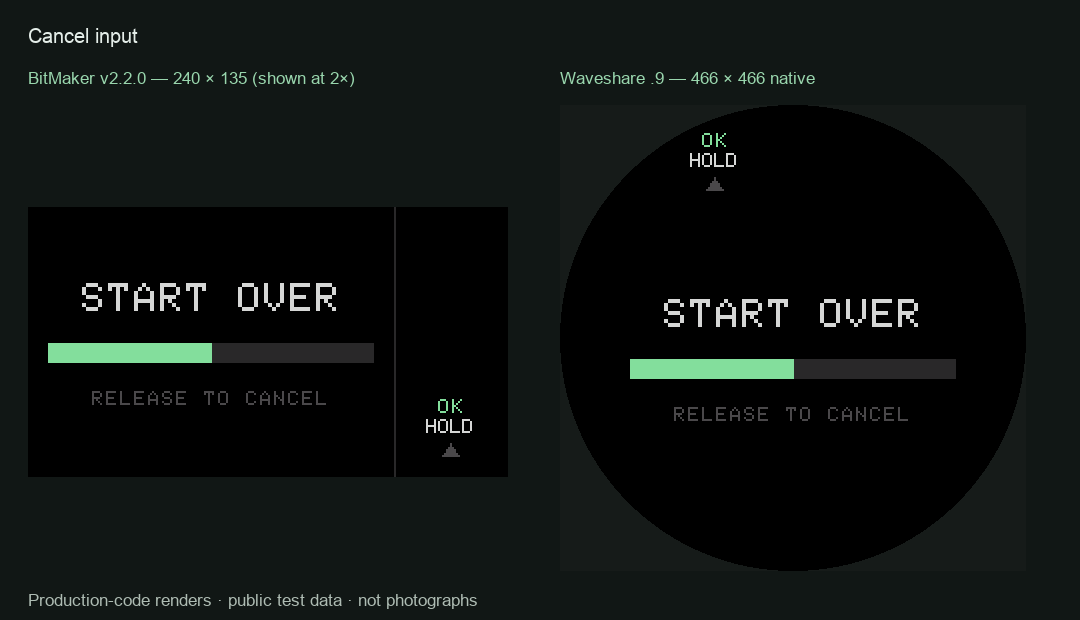 Cancel input
BitMaker v2.2.0 — 240 × 135 (shown at 2×)
START OVER
RELEASE TO CANCEL
OK
HOLD
Waveshare .9 — 466 × 466 native
OK
HOLD
START OVER
RELEASE TO CANCEL
Production-code renders · public test data · not photographs